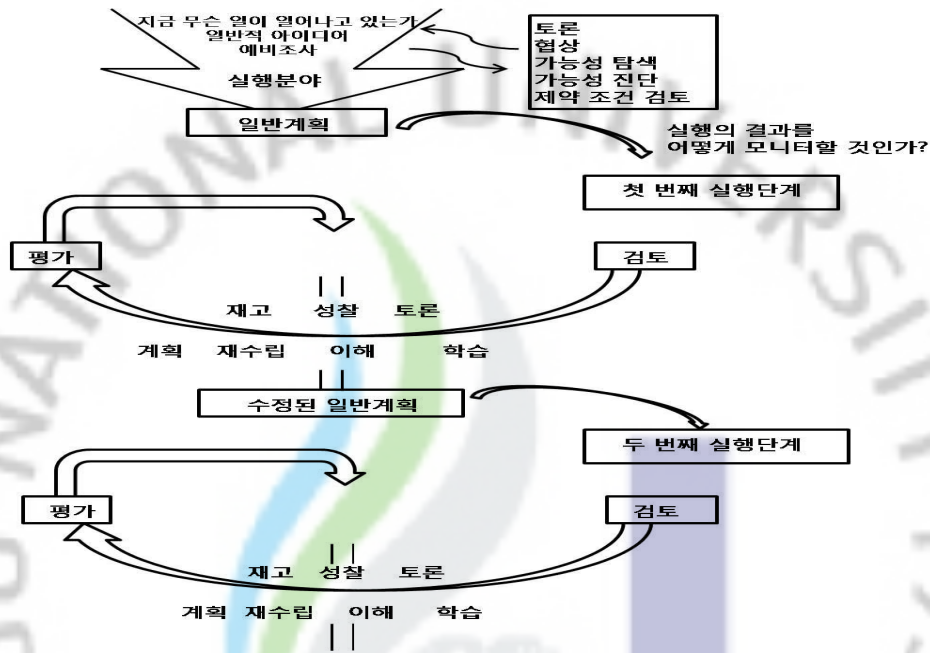 지금 무슨 일이 일어나고 있는가
일반적 아이디어
예비조사
실행분야
토론
협상
가능성 탐색
가능성 진단
제약 조건 검토
일반계획
실행의 결과를
어떻게 모니터할 것인가?
첫 번째 실행단계
평가
검토
재고 성찰 토론
계획 재수립 이해 학습
수정된 일반계획
두 번째 실행단계
평가
검토
재고 성찰 토론
계획 재수립 이해 학습
NATIONAL UNIVERSIT